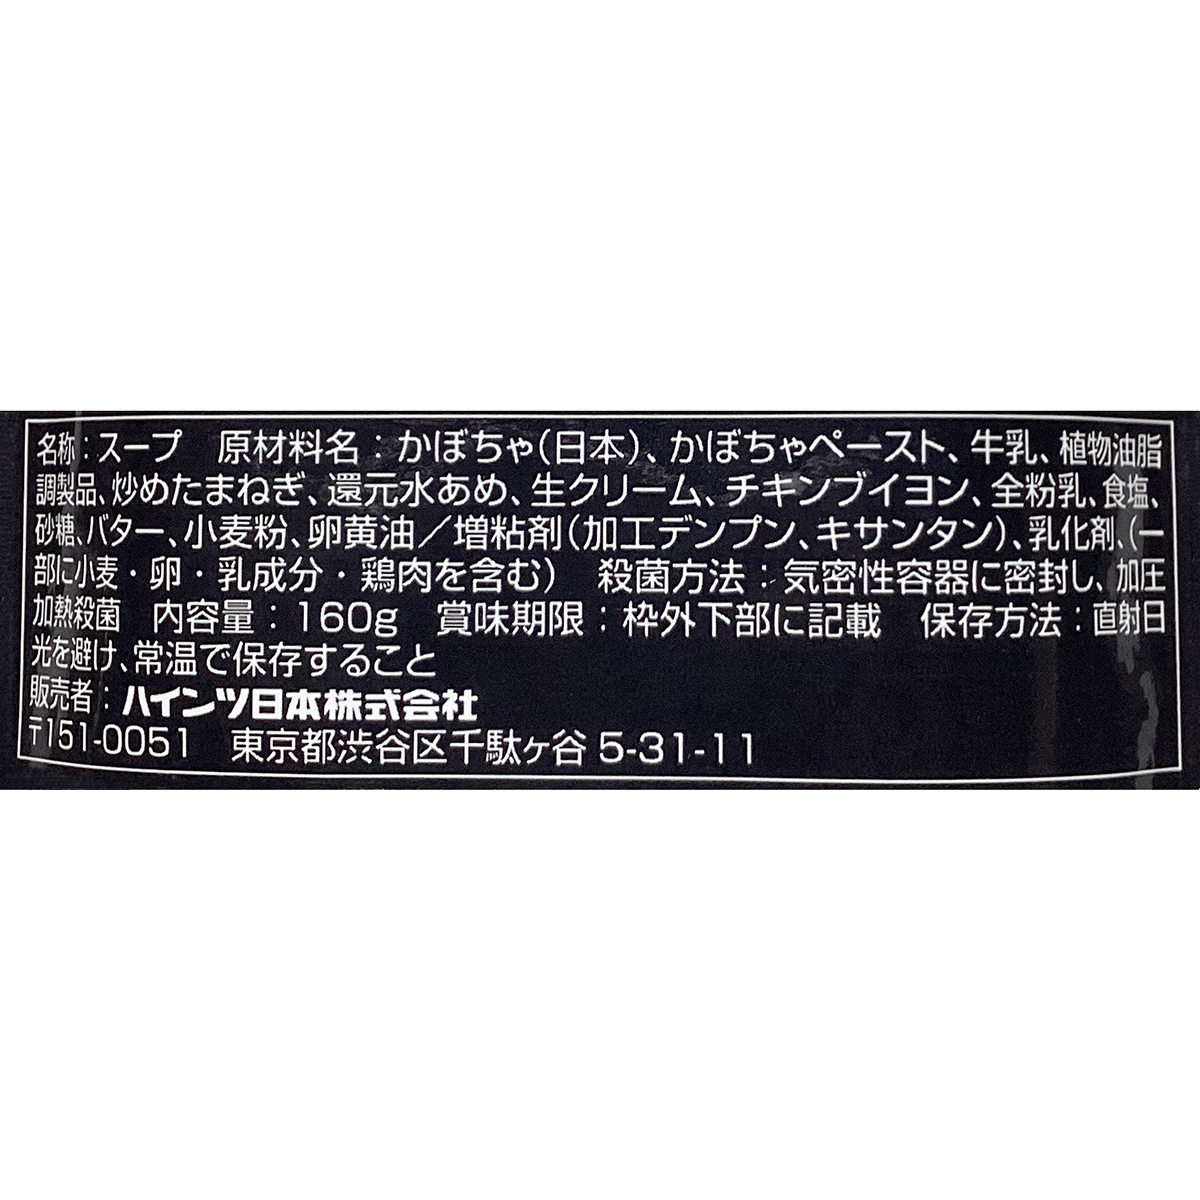 名称：スープ　原材料名：かぼちゃ（日本）、かぼちゃペースト、牛乳、植物油脂
調製品、炒めたまねぎ、還元水あめ、生クリーム、チキンブイヨン、全粉乳、食塩、
砂糖、バター、小麦粉、卵黄油／増粘剤（加工デンプン、キサンタン）、乳化剤、（一
部に小麦・卵・乳成分・鶏肉を含む）　殺菌方法：気密性容器に密封し、加圧
加熱殺菌　内容量：160g　賞味期限：枠外下部に記載　保存方法：直射日
光を避け、常温で保存すること
販売者：ハインツ日本株式会社
〒151-0051　東京都渋谷区千駄ヶ谷 5-31-11